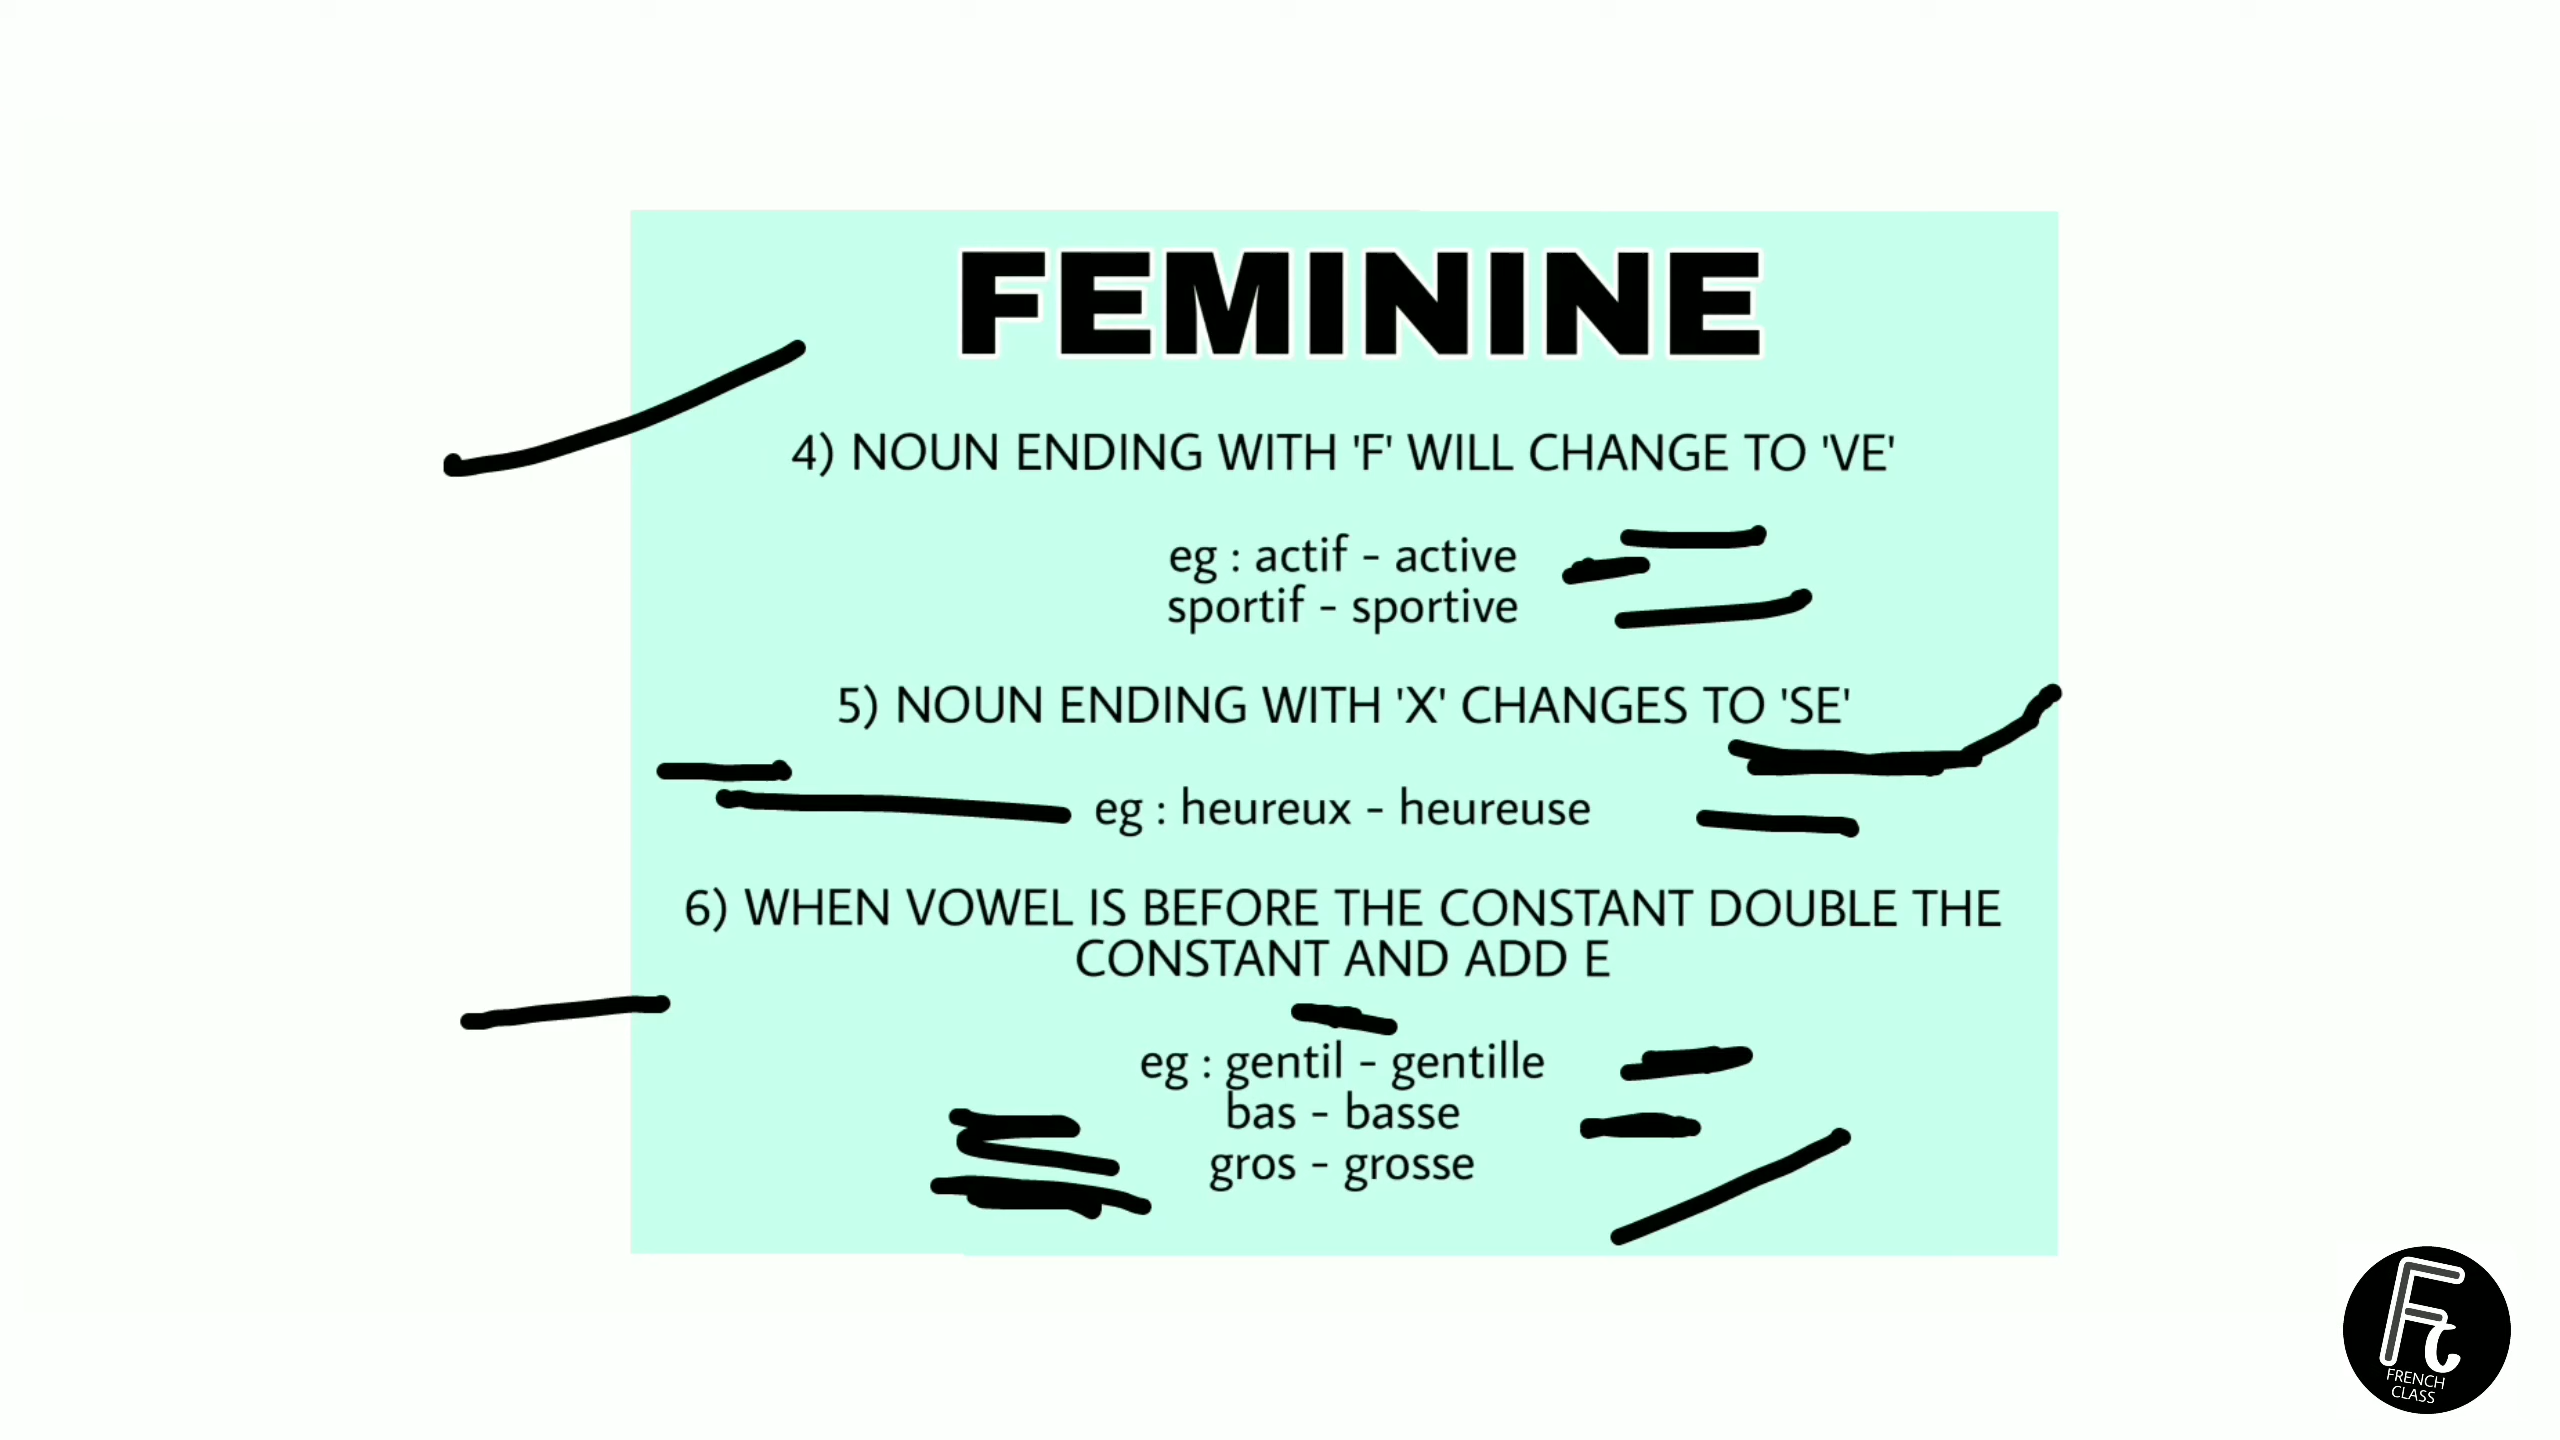 FEMININE
4) NOUN ENDING WITH 'F' WILL CHANGE TO 'VE'
eg : actif - active
sportif - sportive
5) NOUN ENDING WITH 'X' CHANGES TO 'SE'
eg : heureux - heureuse
6) WHEN VOWEL IS BEFORE THE CONSTANT DOUBLE THE
CONSTANT AND ADD E
eg : gentil - gentille
bas - basse
gros - grosse
Fc
FRENCH
CLASS